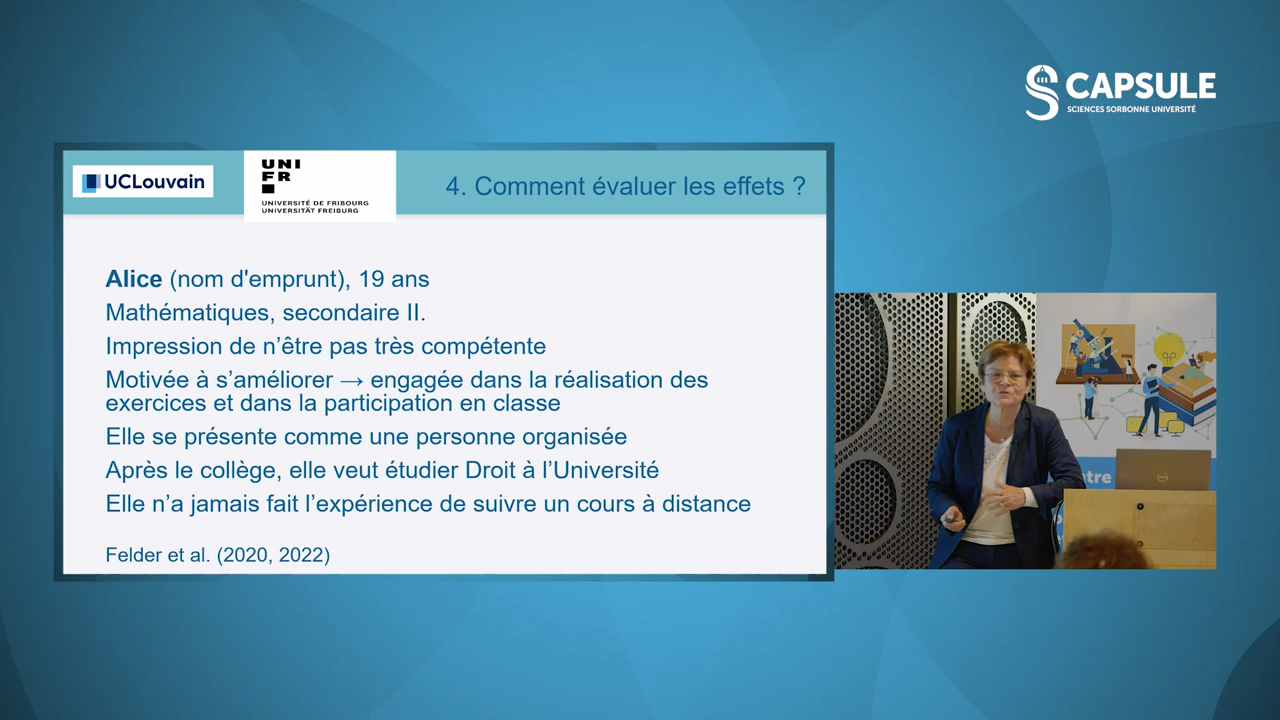 CAPSULE
SCIENCES SORBONNE UNIVERSITÉ
UCLouvain
UNI
FR
UNIVERSITÉ DE FRIBOURG
UNIVERSITÄT FREIBURG
4. Comment évaluer les effets ?
Alice (nom d'emprunt), 19 ans
Mathématiques, secondaire II.
Impression de n’être pas très compétente
Motivée à s’améliorer → engagée dans la réalisation des
exercices et dans la participation en classe
Elle se présente comme une personne organisée
Après le collège, elle veut étudier Droit à l’Université
Elle n’a jamais fait l’expérience de suivre un cours à distance
Felder et al. (2020, 2022)